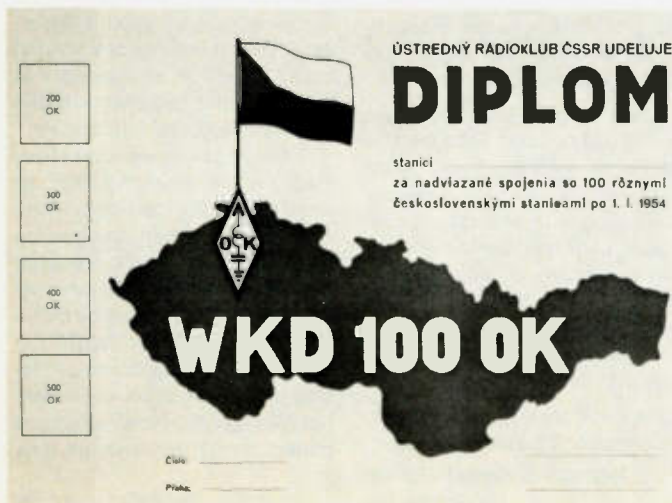 ÚSTREDNÝ RÁDIOKLUB ČSSR UDEĽUJE
DIPLOM
stanici
za nadviazané spojenia so 100 rôznymi
československými stanicami po 1. I. 1954
200
OK
300
OK
400
OK
500
OK
OK
WKD 100 OK
Číslo
Praha,